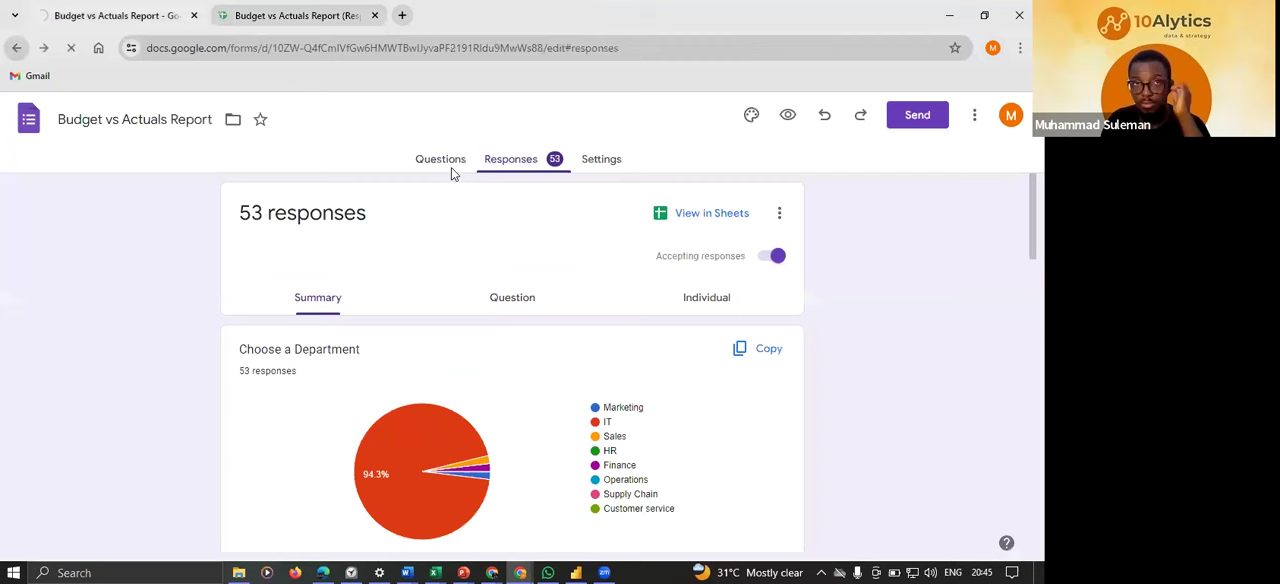 Budget vs Actuals Report - Go
Budget vs Actuals Report (Res
docs.google.com/forms/d/10ZW-Q4fCmIVfGw6HMWTBwIJyvaPF2191Rldu9MwWs88/edit#responses
M
Gmail
Budget vs Actuals Report
Send
M
Questions
Responses
53
Settings
53 responses
View in Sheets
Accepting responses
Summary
Question
Individual
Choose a Department
Copy
53 responses
94.3%
Marketing
IT
Sales
HR
Finance
Operations
Supply Chain
Customer service
10Alytics
data & strategy
Muhammad Suleman
Search
31°C Mostly clear
ENG
20:45